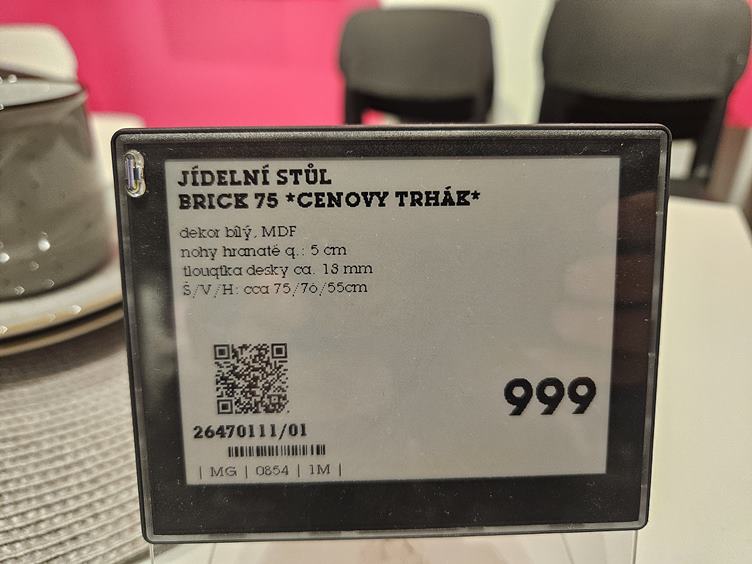 JÍDELNÍ STŮL
BRICK 75 *CENOVY TRHÁK*
dekor bílý, MDF
nohy hranaté q.: 5 cm
tlouqtka desky ca. 18 mm
Š/V/H: cca 75/76/55cm
999
26470111/01
| MG | 0854 | 1M |